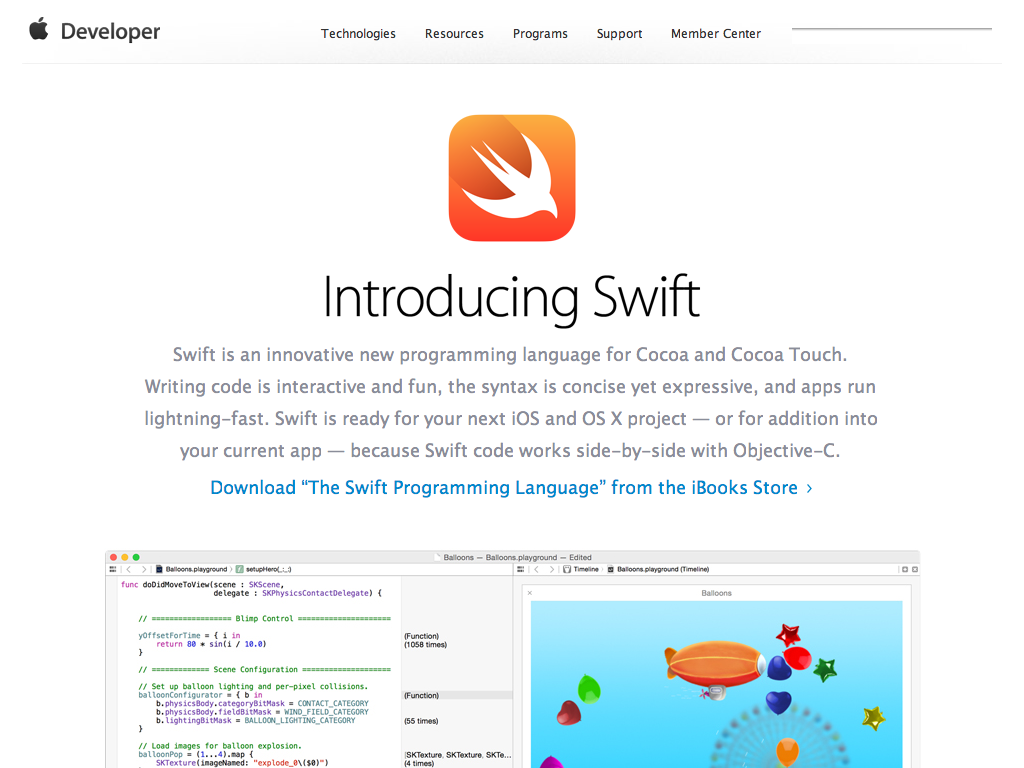 Developer
Technologies Resources Programs Support Member Center
Introducing Swift
Swift is an innovative new programming language for Cocoa and Cocoa Touch.
Writing code is interactive and fun, the syntax is concise yet expressive, and apps run
lightning-fast. Swift is ready for your next iOS and OS X project — or for addition into
your current app — because Swift code works side-by-side with Objective-C.
Download “The Swift Programming Language” from the iBooks Store ›
Balloons — Balloons.playground — Edited
Balloons.playground › setupHero(_:_:)
Timeline › Balloons.playground (Timeline)
func doDidMoveToView(scene : SKScene,
delegate : SKPhysicsContactDelegate) {
// ================== Blimp Control =====================
yOffsetForTime = { i in
return 80 * sin(i / 10.0)
}
// ============= Scene Configuration ====================
// Set up balloon lighting and per-pixel collisions.
balloonConfigurator = { b in
b.physicsBody.categoryBitMask = CONTACT_CATEGORY
b.physicsBody.fieldBitMask = WIND_FIELD_CATEGORY
b.lightingBitMask = BALLOON_LIGHTING_CATEGORY
}
// Load images for balloon explosion.
balloonPop = (1...4).map {
SKTexture(imageNamed: "explode_0\($0)")
(Function)
(1058 times)
(Function)
(55 times)
[SKTexture, SKTexture, SKTe...
(4 times)
Balloons